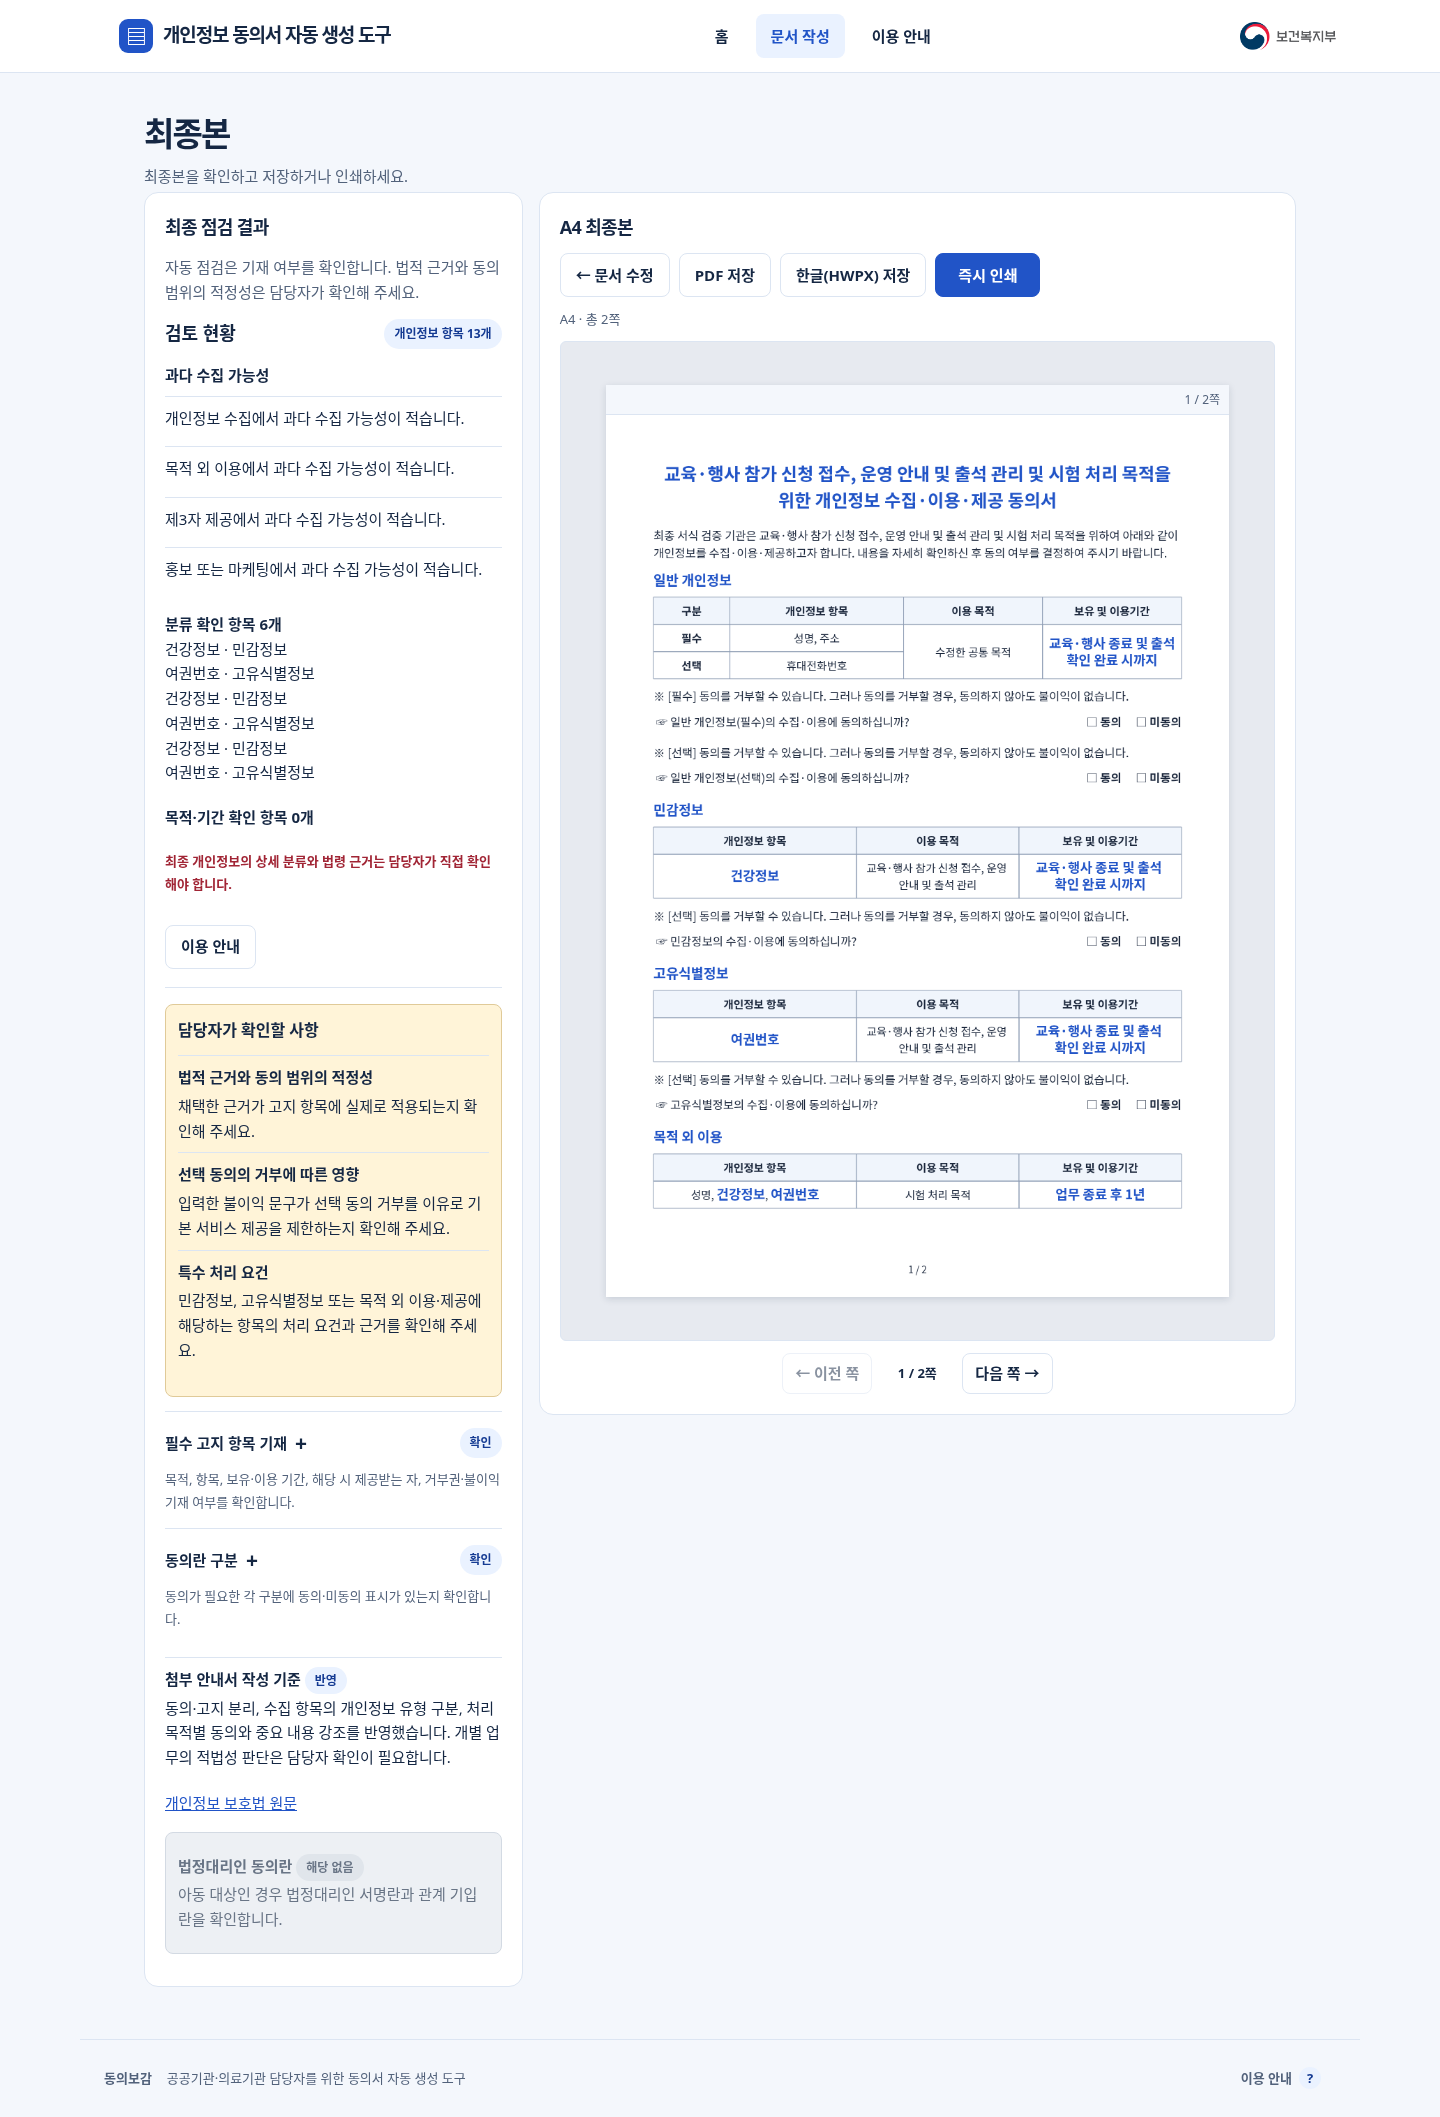 개인정보 동의서 자동 생성 도구
홈
문서 작성
이용 안내
보건복지부
최종본
최종본을 확인하고 저장하거나 인쇄하세요.
최종 점검 결과
자동 점검은 기재 여부를 확인합니다. 법적 근거와 동의
범위의 적정성은 담당자가 확인해 주세요.
검토 현황
개인정보 항목 13개
과다 수집 가능성
개인정보 수집에서 과다 수집 가능성이 적습니다.
목적 외 이용에서 과다 수집 가능성이 적습니다.
제3자 제공에서 과다 수집 가능성이 적습니다.
홍보 또는 마케팅에서 과다 수집 가능성이 적습니다.
분류 확인 항목 6개
건강정보 · 민감정보
여권번호 · 고유식별정보
건강정보 · 민감정보
여권번호 · 고유식별정보
건강정보 · 민감정보
여권번호 · 고유식별정보
목적·기간 확인 항목 0개
최종 개인정보의 상세 분류와 법령 근거는 담당자가 직접 확인
해야 합니다.
이용 안내
담당자가 확인할 사항
법적 근거와 동의 범위의 적정성
채택한 근거가 고지 항목에 실제로 적용되는지 확
인해 주세요.
선택 동의의 거부에 따른 영향
입력한 불이익 문구가 선택 동의 거부를 이유로 기
본 서비스 제공을 제한하는지 확인해 주세요.
특수 처리 요건
민감정보, 고유식별정보 또는 목적 외 이용·제공에
해당하는 항목의 처리 요건과 근거를 확인해 주세
요.
필수 고지 항목 기재 +
확인
목적, 항목, 보유·이용 기간, 해당 시 제공받는 자, 거부권·불이익
기재 여부를 확인합니다.
동의란 구분 +
확인
동의가 필요한 각 구분에 동의·미동의 표시가 있는지 확인합니
다.
첨부 안내서 작성 기준 반영
동의·고지 분리, 수집 항목의 개인정보 유형 구분, 처리
목적별 동의와 중요 내용 강조를 반영했습니다. 개별 업
무의 적법성 판단은 담당자 확인이 필요합니다.
개인정보 보호법 원문
법정대리인 동의란 해당 없음
아동 대상인 경우 법정대리인 서명란과 관계 기입
란을 확인합니다.
A4 최종본
← 문서 수정
PDF 저장
한글(HWPX) 저장
즉시 인쇄
A4 · 총 2쪽
1 / 2쪽
교육·행사 참가 신청 접수, 운영 안내 및 출석 관리 및 시험 처리 목적을
위한 개인정보 수집·이용·제공 동의서
최종 서식 검증 기관은 교육·행사 참가 신청 접수, 운영 안내 및 출석 관리 및 시험 처리 목적을 위하여 아래와 같이
개인정보를 수집·이용·제공하고자 합니다. 내용을 자세히 확인하신 후 동의 여부를 결정하여 주시기 바랍니다.
일반 개인정보
구분 개인정보 항목 이용 목적 보유 및 이용기간
필수 성명, 주소
선택 휴대전화번호
수정한 공통 목적
교육·행사 종료 및 출석
확인 완료 시까지
※ [필수] 동의를 거부할 수 있습니다. 그러나 동의를 거부할 경우, 동의하지 않아도 불이익이 없습니다.
☞ 일반 개인정보(필수)의 수집·이용에 동의하십니까? □ 동의 □ 미동의
※ [선택] 동의를 거부할 수 있습니다. 그러나 동의를 거부할 경우, 동의하지 않아도 불이익이 없습니다.
☞ 일반 개인정보(선택)의 수집·이용에 동의하십니까? □ 동의 □ 미동의
민감정보
개인정보 항목 이용 목적 보유 및 이용기간
건강정보
교육·행사 참가 신청 접수, 운영
안내 및 출석 관리
교육·행사 종료 및 출석
확인 완료 시까지
※ [선택] 동의를 거부할 수 있습니다. 그러나 동의를 거부할 경우, 동의하지 않아도 불이익이 없습니다.
☞ 민감정보의 수집·이용에 동의하십니까? □ 동의 □ 미동의
고유식별정보
개인정보 항목 이용 목적 보유 및 이용기간
여권번호
교육·행사 참가 신청 접수, 운영
안내 및 출석 관리
교육·행사 종료 및 출석
확인 완료 시까지
※ [선택] 동의를 거부할 수 있습니다. 그러나 동의를 거부할 경우, 동의하지 않아도 불이익이 없습니다.
☞ 고유식별정보의 수집·이용에 동의하십니까? □ 동의 □ 미동의
목적 외 이용
개인정보 항목 이용 목적 보유 및 이용기간
성명, 건강정보, 여권번호 시험 처리 목적 업무 종료 후 1년
1 / 2
← 이전 쪽
1 / 2쪽
다음 쪽 →
동의보감 공공기관·의료기관 담당자를 위한 동의서 자동 생성 도구
이용 안내 ?